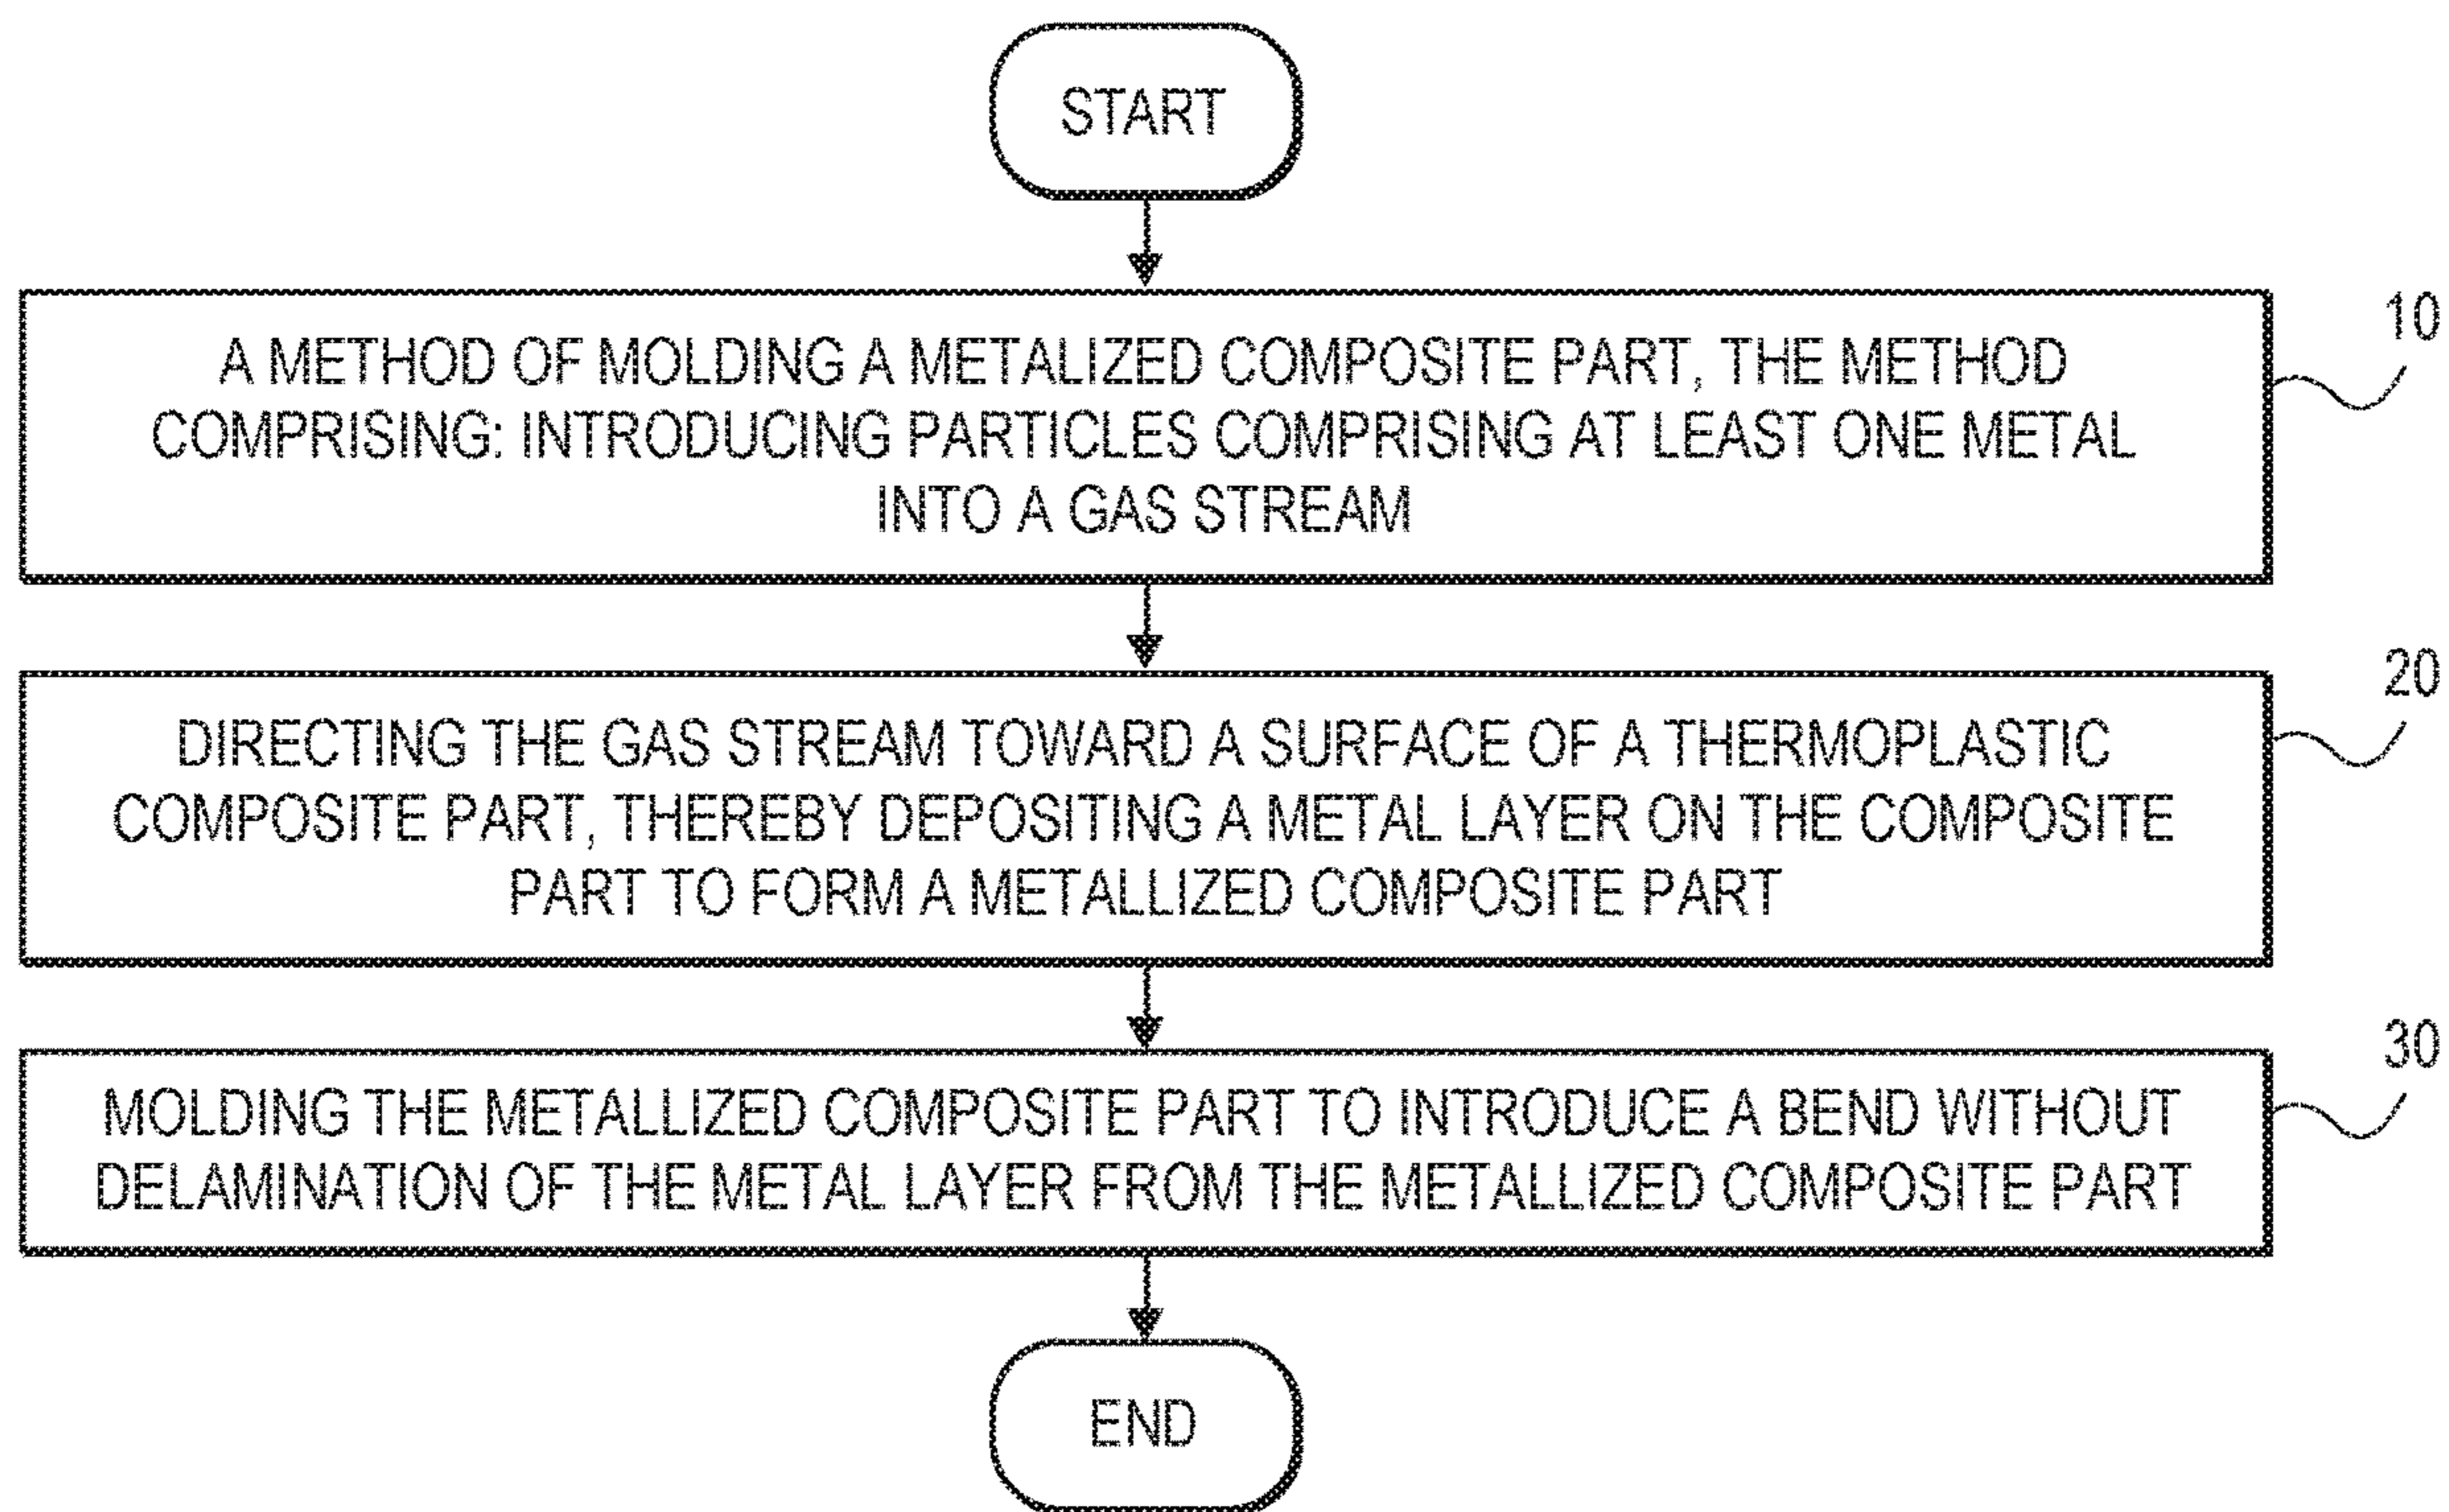 START
10
A METHOD OF MOLDING A METALIZED COMPOSITE PART, THE METHOD
COMPRISING: INTRODUCING PARTICLES COMPRISING AT LEAST ONE METAL
INTO A GAS STREAM
20
DIRECTING THE GAS STREAM TOWARD A SURFACE OF A THERMOPLASTIC
COMPOSITE PART, THEREBY DEPOSITING A METAL LAYER ON THE COMPOSITE
PART TO FORM A METALLIZED COMPOSITE PART
30
MOLDING THE METALLIZED COMPOSITE PART TO INTRODUCE A BEND WITHOUT
DELAMINATION OF THE METAL LAYER FROM THE METALLIZED COMPOSITE PART
END